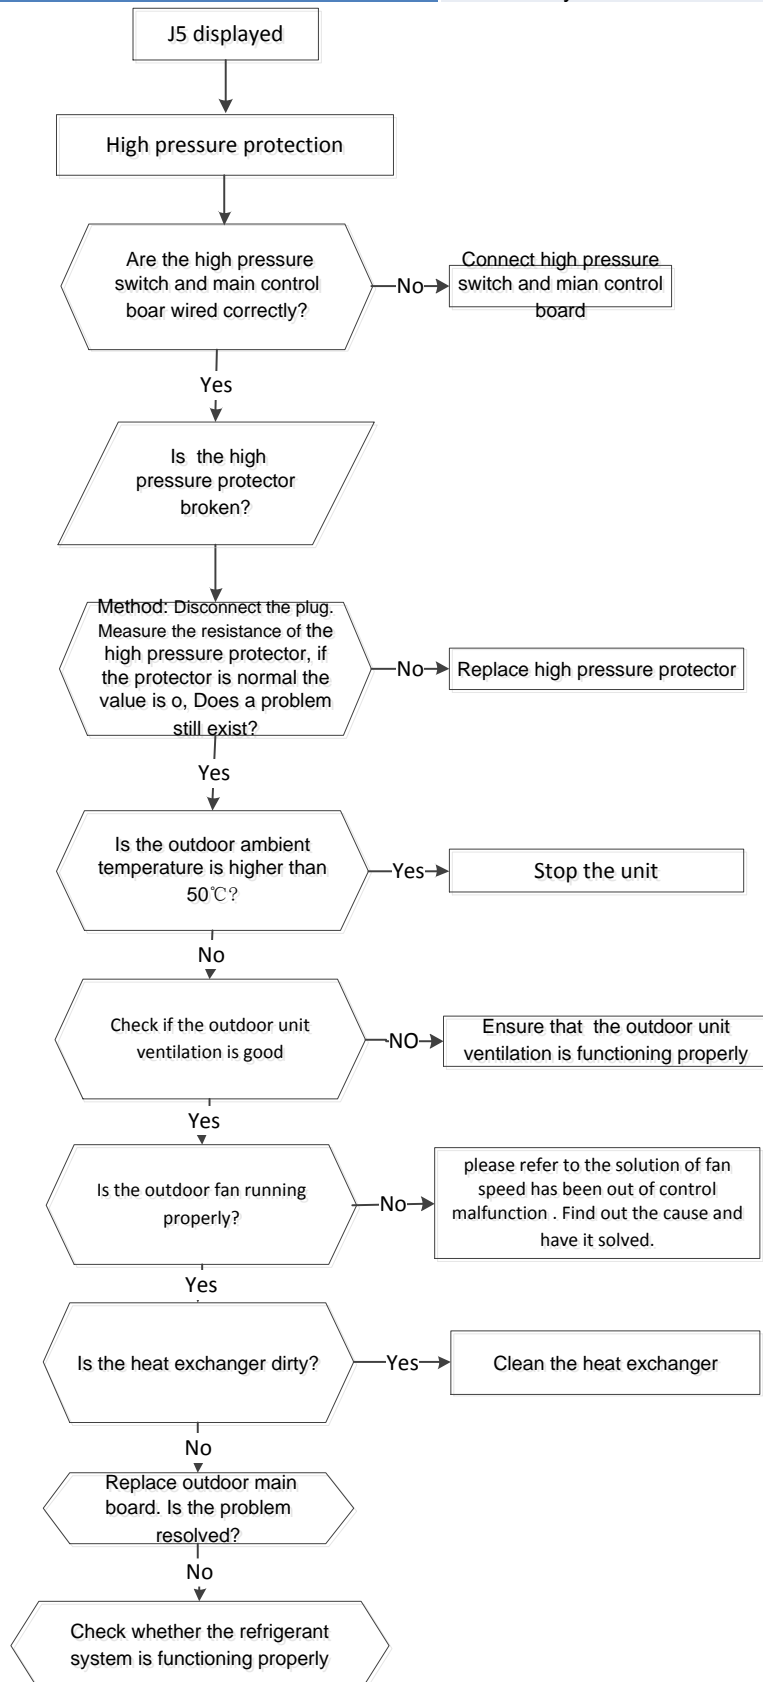 J5 displayed
High pressure protection
Are the high pressure
switch and main control
boar wired correctly?
No
Connect high pressure
switch and mian control
board
Yes
Is the high
pressure protector
broken?
Method: Disconnect the plug.
Measure the resistance of the
high pressure protector, if
the protector is normal the
value is o, Does a problem
still exist?
No
Replace high pressure protector
Yes
Is the outdoor ambient
temperature is higher than
50℃?
Yes
Stop the unit
No
Check if the outdoor unit
ventilation is good
NO
Ensure that the outdoor unit
ventilation is functioning properly
Yes
Is the outdoor fan running
properly?
No
please refer to the solution of fan
speed has been out of control
malfunction . Find out the cause and
have it solved.
Yes
Is the heat exchanger dirty?
Yes
Clean the heat exchanger
No
Replace outdoor main
board. Is the problem
resolved?
No
Check whether the refrigerant
system is functioning properly